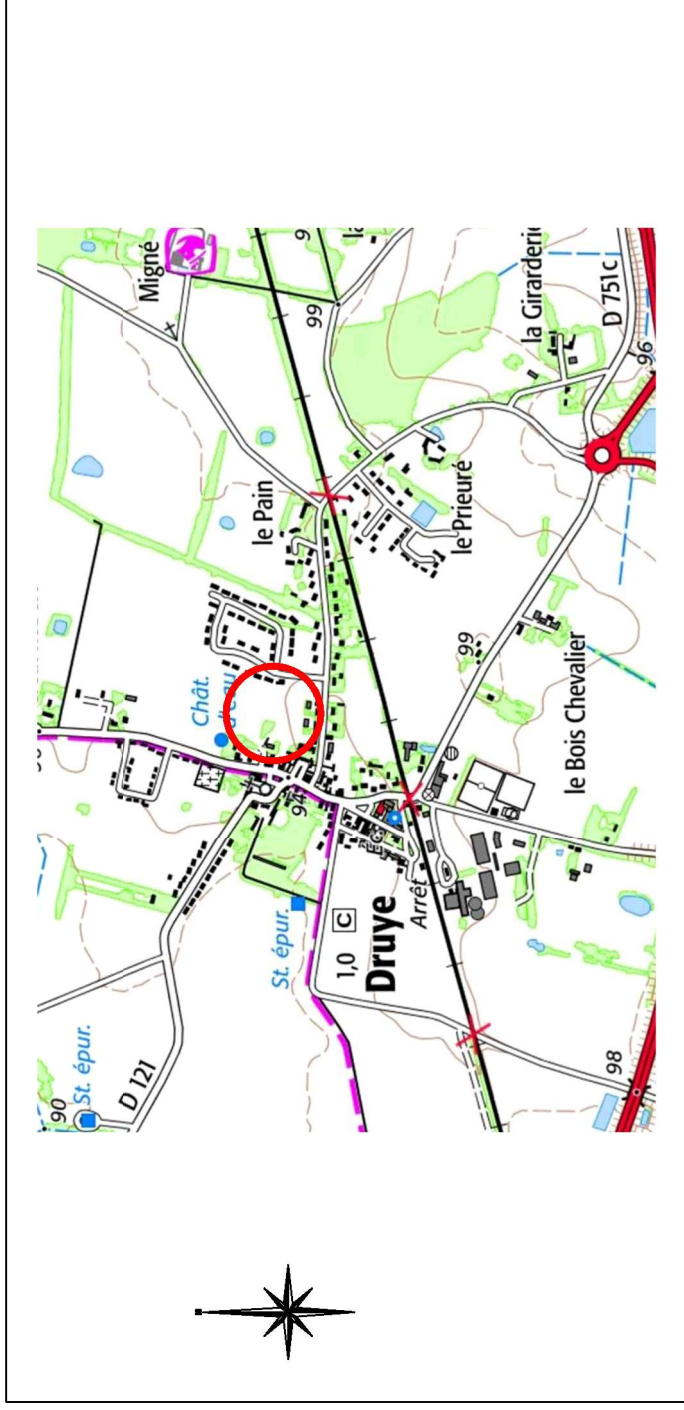 90
St. épur.
D 121
Migné
Chât.
d'eau
le Pain
St. épur.
94
99
1,0 C
Druye
Arrêt
le Prieuré
99
la Girarderie
le Bois Chevalier
98
D 751C
96